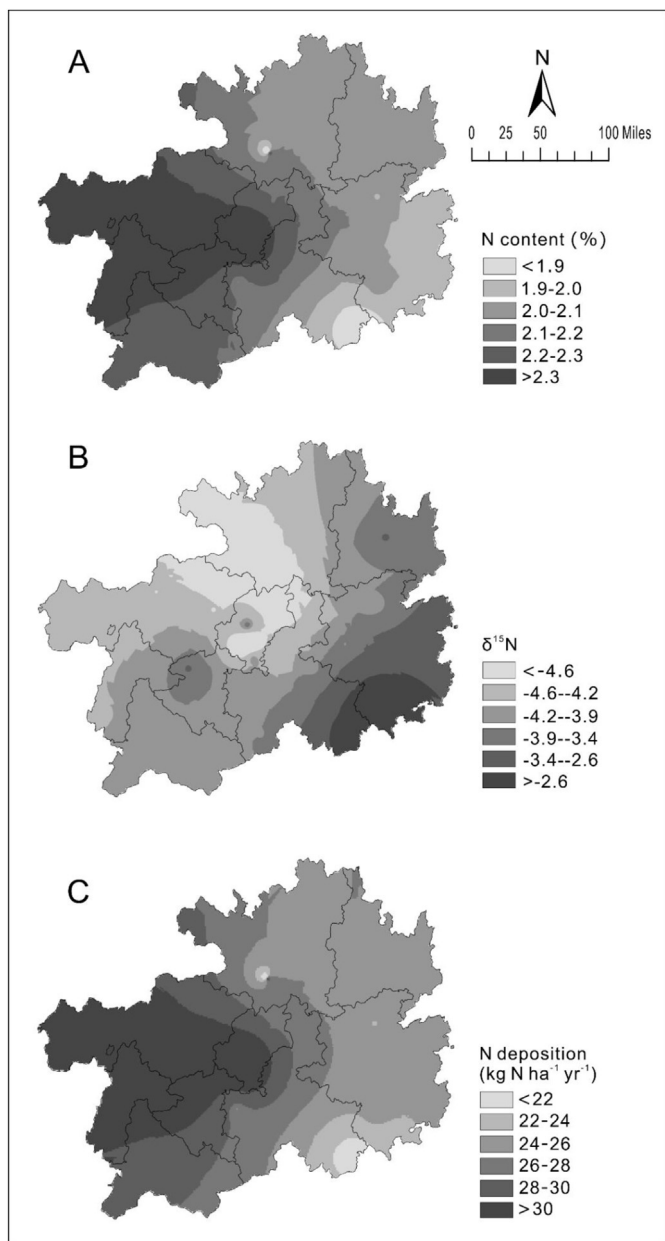 A
N
0 25 50 100 Miles
N content (%)
<1.9
1.9-2.0
2.0-2.1
2.1-2.2
2.2-2.3
>2.3
B
δ¹⁵N
<-4.6
-4.6--4.2
-4.2--3.9
-3.9--3.4
-3.4--2.6
>-2.6
C
N deposition
(kg N ha⁻¹ yr⁻¹)
<22
22-24
24-26
26-28
28-30
>30